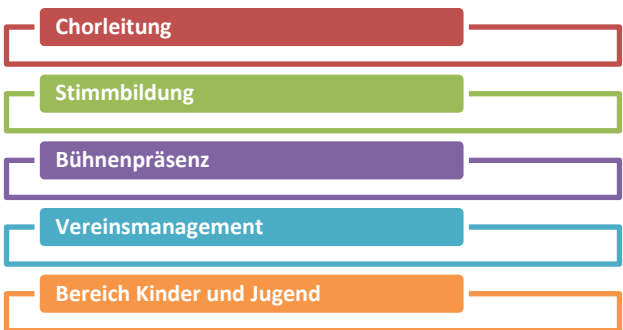 Chorleitung
Stimmbildung
Bühnenpräsenz
Vereinsmanagement
Bereich Kinder und Jugend